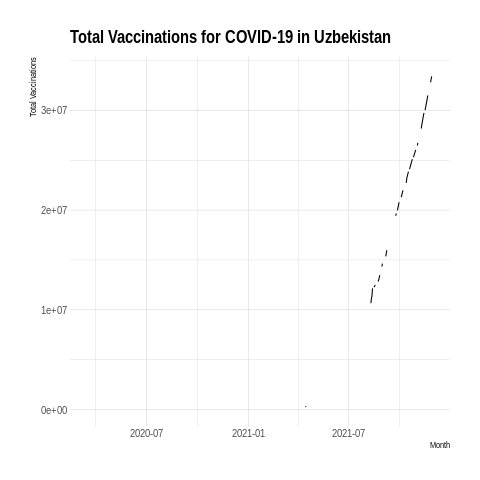 Total Vaccinations for COVID-19 in Uzbekistan
Total Vaccinations
3e+07
2e+07
1e+07
0e+00
2020-07
2021-01
2021-07
Month